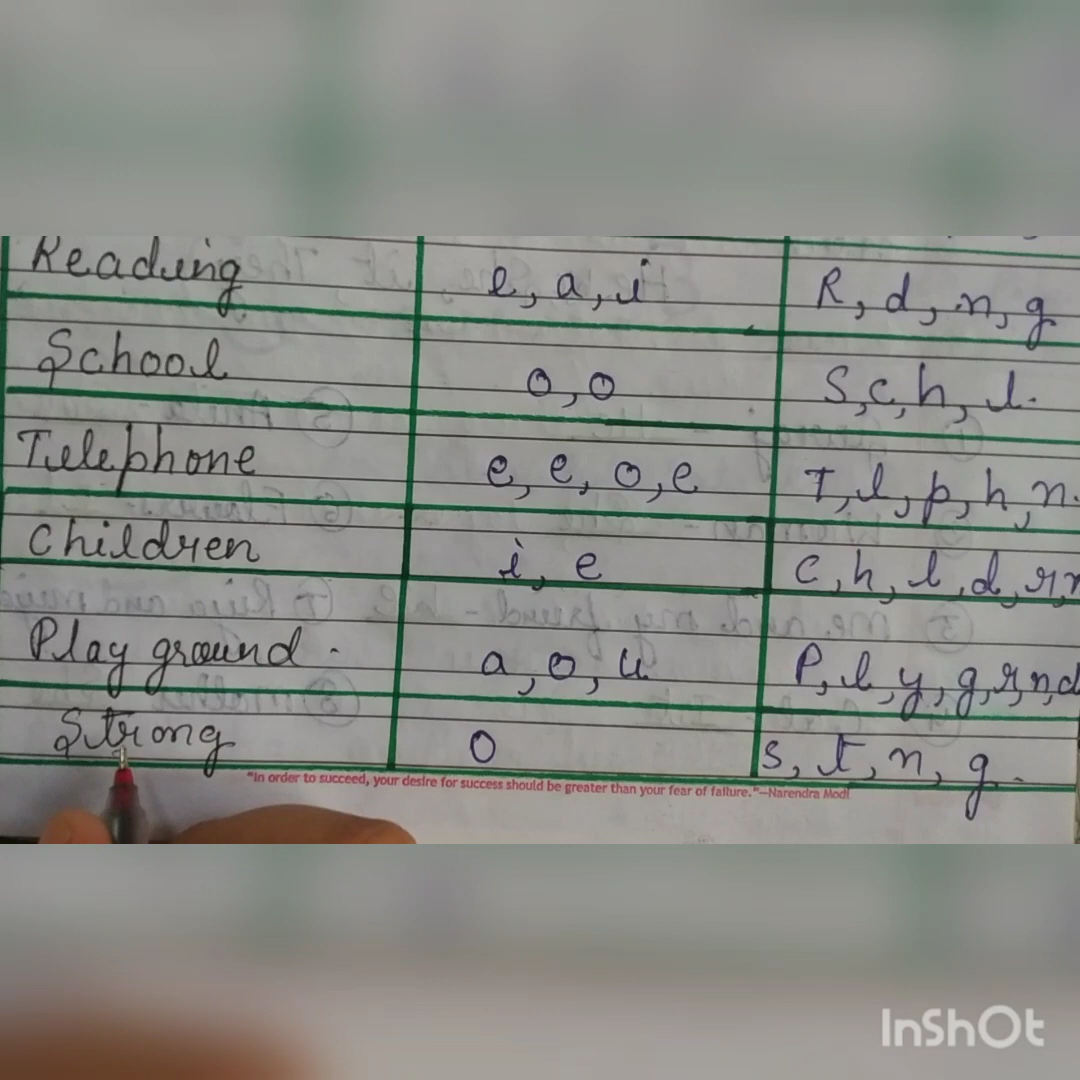 Reading e, a, i R, d, n, g
School o, o S, c, h, l.
Telephone e, e, o, e T, l, p, h, n.
Children i, e C, h, l, d, r, n
Play ground. a, o, u P, l, y, g, r, n, d
Strong o s, t, n, g.
"In order to succeed, your desire for success should be greater than your fear of failure."—Narendra Modi
InShOt